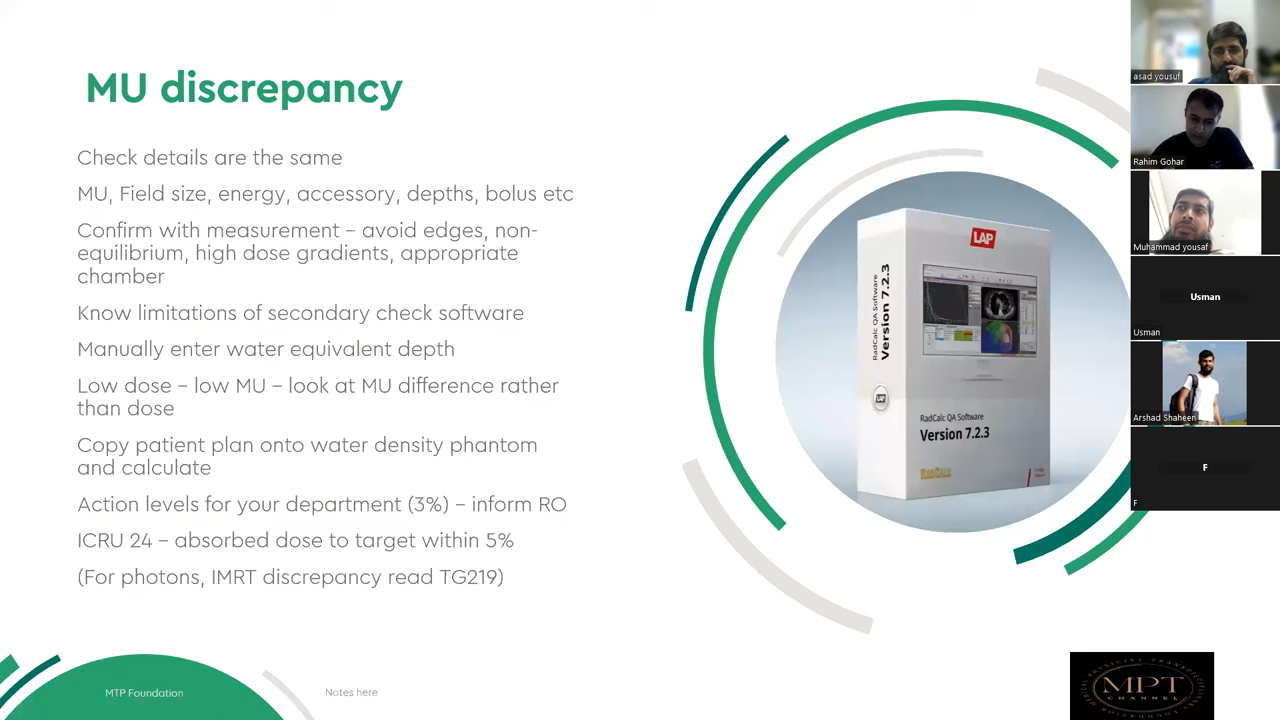 MU discrepancy
Check details are the same
MU, Field size, energy, accessory, depths, bolus etc
Confirm with measurement – avoid edges, non-
equilibrium, high dose gradients, appropriate
chamber
Know limitations of secondary check software
Manually enter water equivalent depth
Low dose – low MU – look at MU difference rather
than dose
Copy patient plan onto water density phantom
and calculate
Action levels for your department (3%) – inform RO
ICRU 24 – absorbed dose to target within 5%
(For photons, IMRT discrepancy read TG219)
MTP Foundation
Notes here
LAP
RadCalc QA Software
Version 7.2.3
LAP
RadCalc QA Software
Version 7.2.3
RADCALC
asad yousuf
Rahim Gohar
Muhammad yousaf
Usman
Usman
Arshad Shaheen
F
F
MPT
CHANNEL